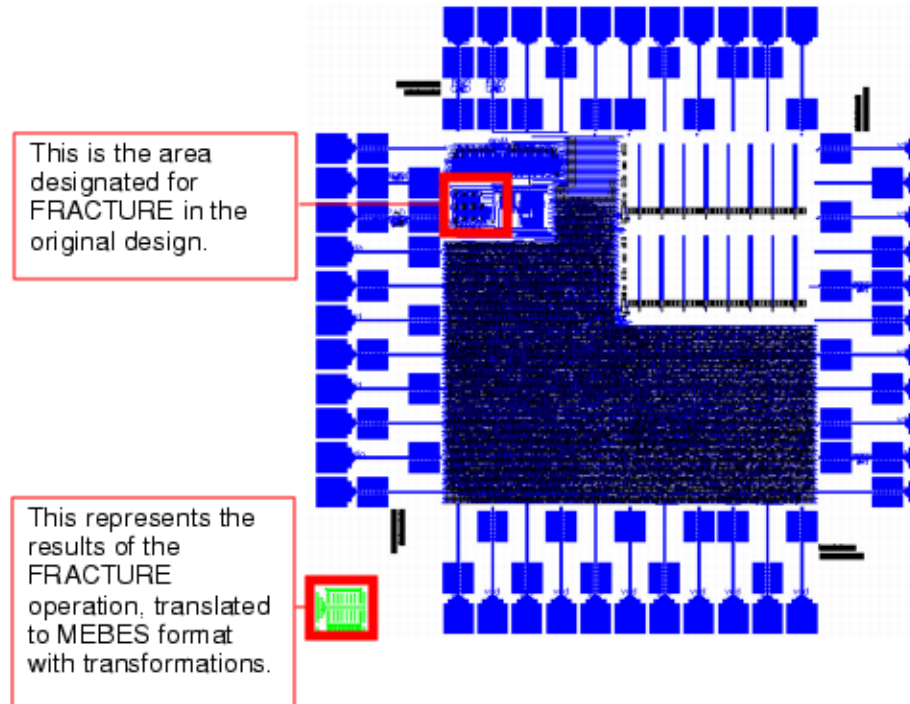 This is the area
designated for
FRACTURE in the
original design.
This represents the
results of the
FRACTURE
operation, translated
to MEBES format
with transformations.